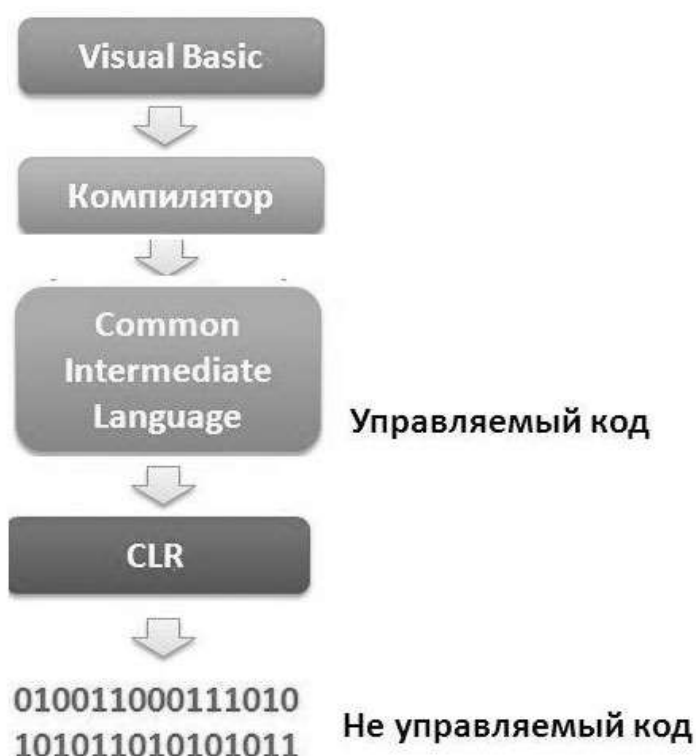 Visual Basic
Компилятор
Common
Intermediate
Language
Управляемый код
CLR
010011000111010
101011010101011
Не управляемый код